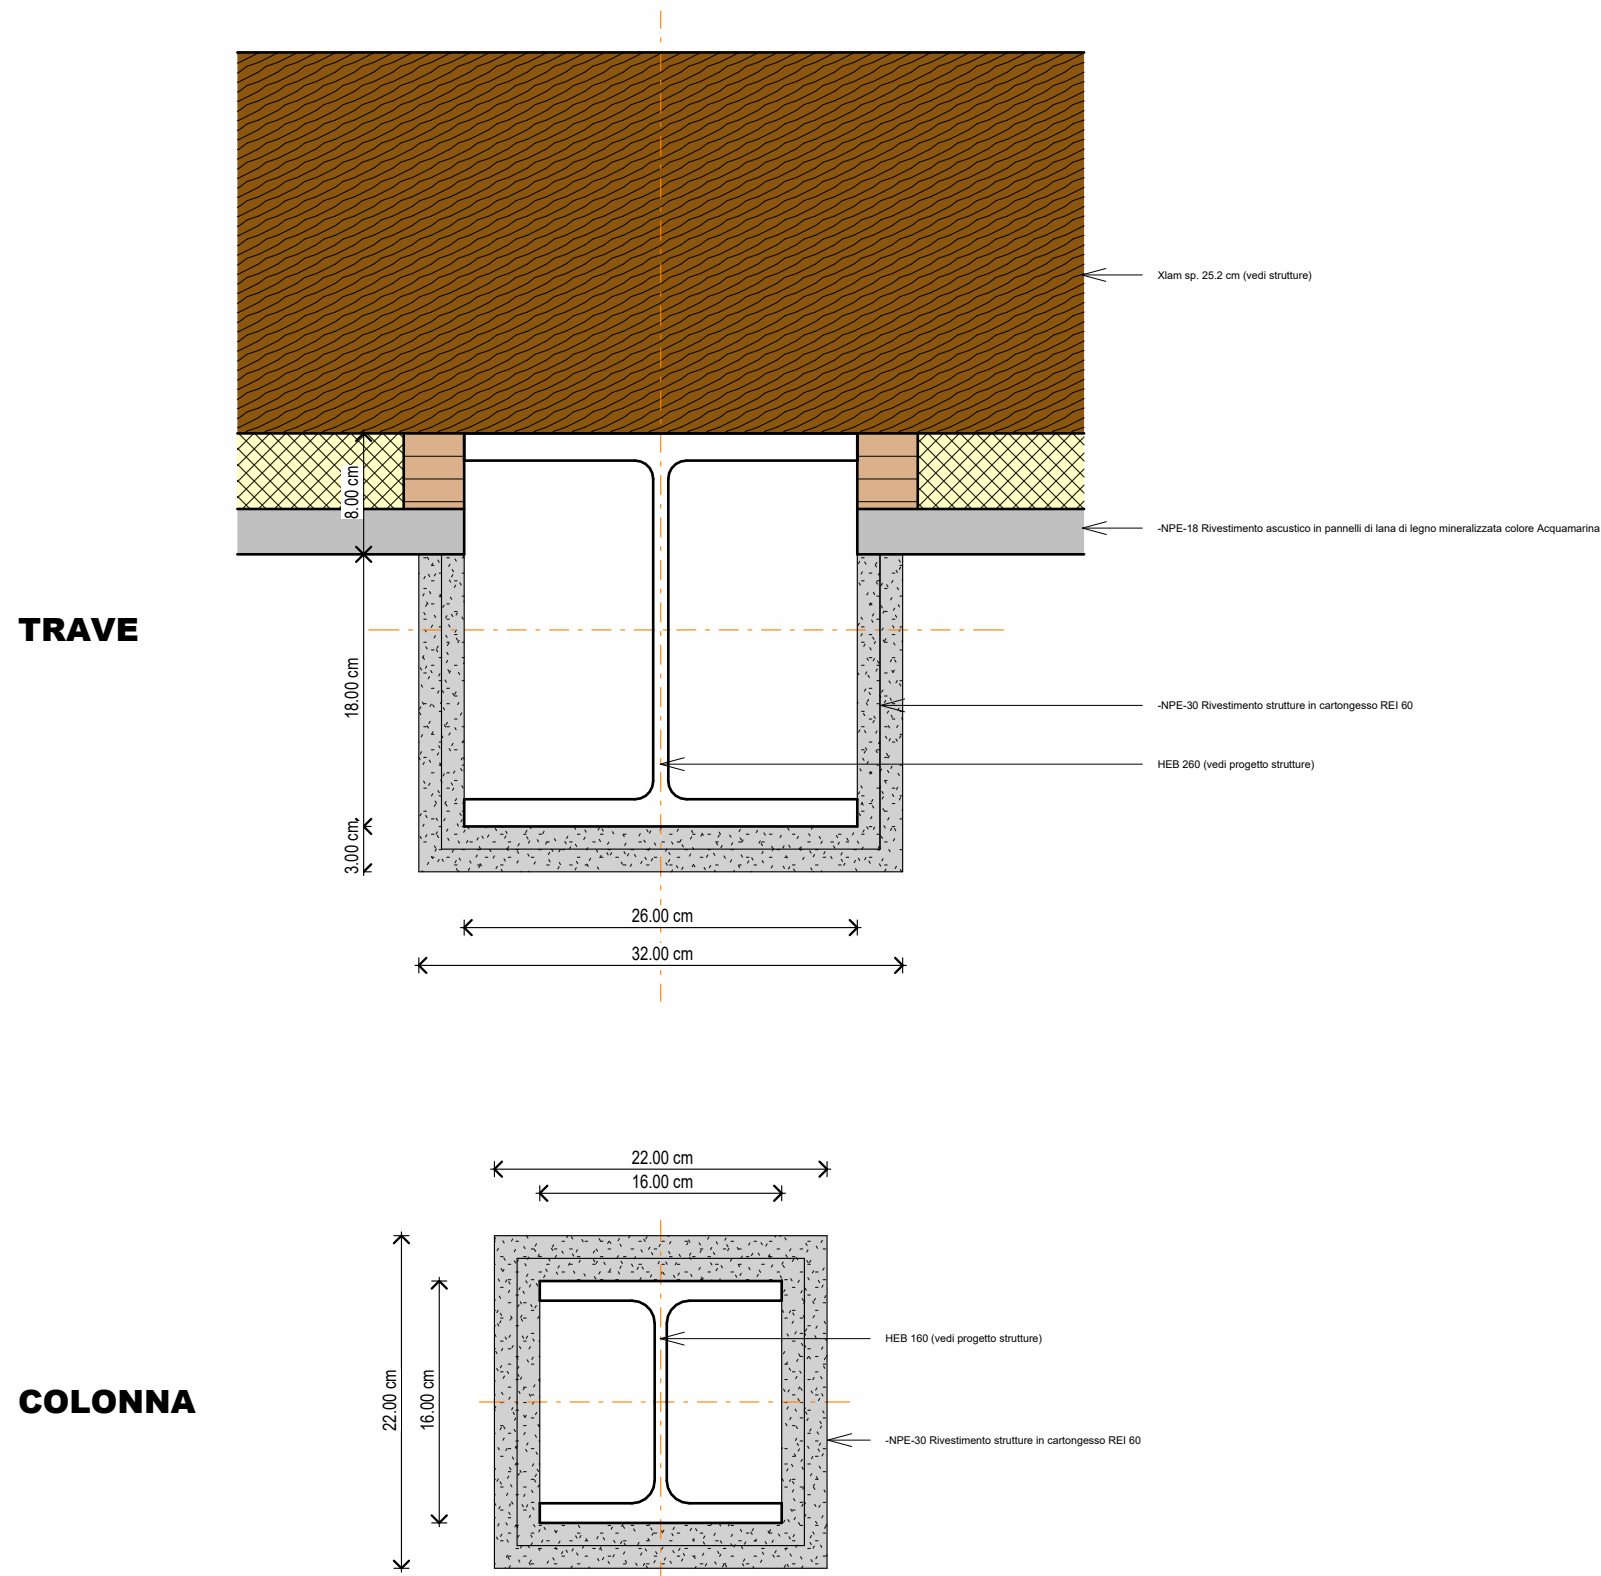 Xlam sp. 25.2 cm (vedi strutture)
8.00 cm
-NPE-18 Rivestimento ascustico in pannelli di lana di legno mineralizzata colore Acquamarina
TRAVE
18.00 cm
-NPE-30 Rivestimento strutture in cartongesso REI 60
HEB 260 (vedi progetto strutture)
3.00 cm
26.00 cm
32.00 cm
22.00 cm
16.00 cm
HEB 160 (vedi progetto strutture)
COLONNA
22.00 cm
16.00 cm
-NPE-30 Rivestimento strutture in cartongesso REI 60